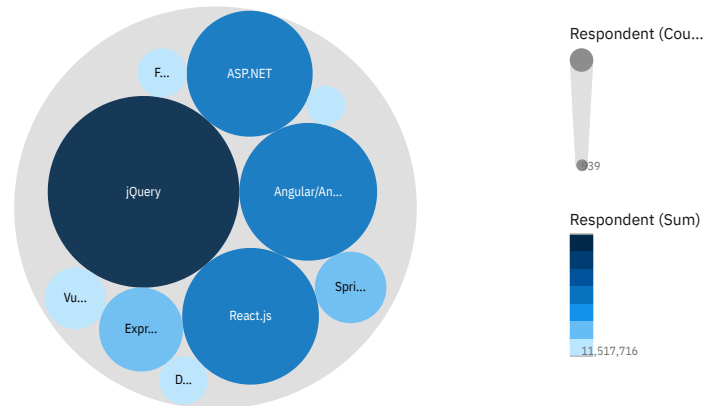 Respondent (Cou...
F...
ASP.NET
jQuery
Angular/An...
939
Respondent (Sum)
Vu...
Expr...
React.js
Spri...
D...
11,517,716